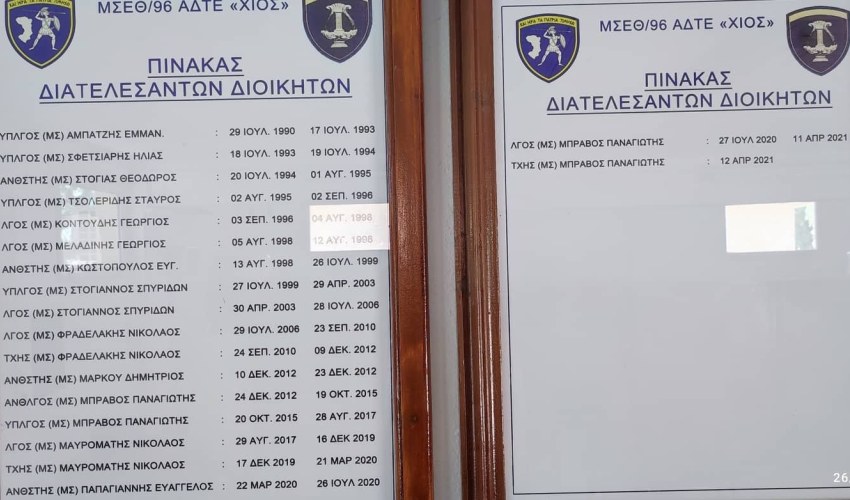 ΜΣΕΘ/96 ΑΔΤΕ «ΧΙΟΣ»
ΠΙΝΑΚΑΣ
ΔΙΑΤΕΛΕΣΑΝΤΩΝ ΔΙΟΙΚΗΤΩΝ
ΥΠΛΓΟΣ (ΜΣ) ΑΜΠΑΤΖΗΣ ΕΜΜΑΝ. : 29 ΙΟΥΛ. 1990 17 ΙΟΥΛ. 1993
ΥΠΛΓΟΣ (ΜΣ) ΣΦΕΤΣΙΑΡΗΣ ΗΛΙΑΣ : 18 ΙΟΥΛ. 1993 19 ΙΟΥΛ. 1994
ΑΝΘΣΤΗΣ (ΜΣ) ΣΤΟΓΙΑΣ ΘΕΟΔΩΡΟΣ : 20 ΙΟΥΛ. 1994 01 ΑΥΓ. 1995
ΥΠΛΓΟΣ (ΜΣ) ΤΣΟΛΕΡΙΔΗΣ ΣΤΑΥΡΟΣ : 02 ΑΥΓ. 1995 02 ΣΕΠ. 1996
ΛΓΟΣ (ΜΣ) ΚΟΝΤΟΥΔΗΣ ΓΕΩΡΓΙΟΣ : 03 ΣΕΠ. 1996 04 ΑΥΓ. 1998
ΛΓΟΣ (ΜΣ) ΜΕΛΑΔΙΝΗΣ ΓΕΩΡΓΙΟΣ : 05 ΑΥΓ. 1998 12 ΑΥΓ. 1998
ΑΝΘΣΤΗΣ (ΜΣ) ΚΩΣΤΟΠΟΥΛΟΣ ΕΥΓ. : 13 ΑΥΓ. 1998 26 ΙΟΥΛ. 1999
ΥΠΛΓΟΣ (ΜΣ) ΣΤΟΓΙΑΝΝΟΣ ΣΠΥΡΙΔΩΝ : 27 ΙΟΥΛ. 1999 29 ΑΠΡ. 2003
ΛΓΟΣ (ΜΣ) ΣΤΟΓΙΑΝΝΟΣ ΣΠΥΡΙΔΩΝ : 30 ΑΠΡ. 2003 28 ΙΟΥΛ. 2006
ΛΓΟΣ (ΜΣ) ΦΡΑΔΕΛΑΚΗΣ ΝΙΚΟΛΑΟΣ : 29 ΙΟΥΛ. 2006 23 ΣΕΠ. 2010
ΤΧΗΣ (ΜΣ) ΦΡΑΔΕΛΑΚΗΣ ΝΙΚΟΛΑΟΣ : 24 ΣΕΠ. 2010 09 ΔΕΚ. 2012
ΑΝΘΣΤΗΣ (ΜΣ) ΜΑΡΚΟΥ ΔΗΜΗΤΡΙΟΣ : 10 ΔΕΚ. 2012 23 ΔΕΚ. 2012
ΑΝΘΛΓΟΣ (ΜΣ) ΜΠΡΑΒΟΣ ΠΑΝΑΓΙΩΤΗΣ : 24 ΔΕΚ. 2012 19 ΟΚΤ. 2015
ΥΠΛΓΟΣ (ΜΣ) ΜΠΡΑΒΟΣ ΠΑΝΑΓΙΩΤΗΣ : 20 ΟΚΤ. 2015 28 ΑΥΓ. 2017
ΛΓΟΣ (ΜΣ) ΜΑΥΡΟΜΑΤΗΣ ΝΙΚΟΛΑΟΣ : 29 ΑΥΓ. 2017 16 ΔΕΚ 2019
ΤΧΗΣ (ΜΣ) ΜΑΥΡΟΜΑΤΗΣ ΝΙΚΟΛΑΟΣ : 17 ΔΕΚ 2019 21 ΜΑΡ 2020
ΑΝΘΣΤΗΣ (ΜΣ) ΠΑΠΑΓΙΑΝΝΗΣ ΕΥΑΓΓΕΛΟΣ : 22 ΜΑΡ 2020 26 ΙΟΥΛ 2020
ΜΣΕΘ/96 ΑΔΤΕ «ΧΙΟΣ»
ΠΙΝΑΚΑΣ
ΔΙΑΤΕΛΕΣΑΝΤΩΝ ΔΙΟΙΚΗΤΩΝ
ΛΓΟΣ (ΜΣ) ΜΠΡΑΒΟΣ ΠΑΝΑΓΙΩΤΗΣ : 27 ΙΟΥΛ 2020 11 ΑΠΡ 2021
ΤΧΗΣ (ΜΣ) ΜΠΡΑΒΟΣ ΠΑΝΑΓΙΩΤΗΣ : 12 ΑΠΡ 2021